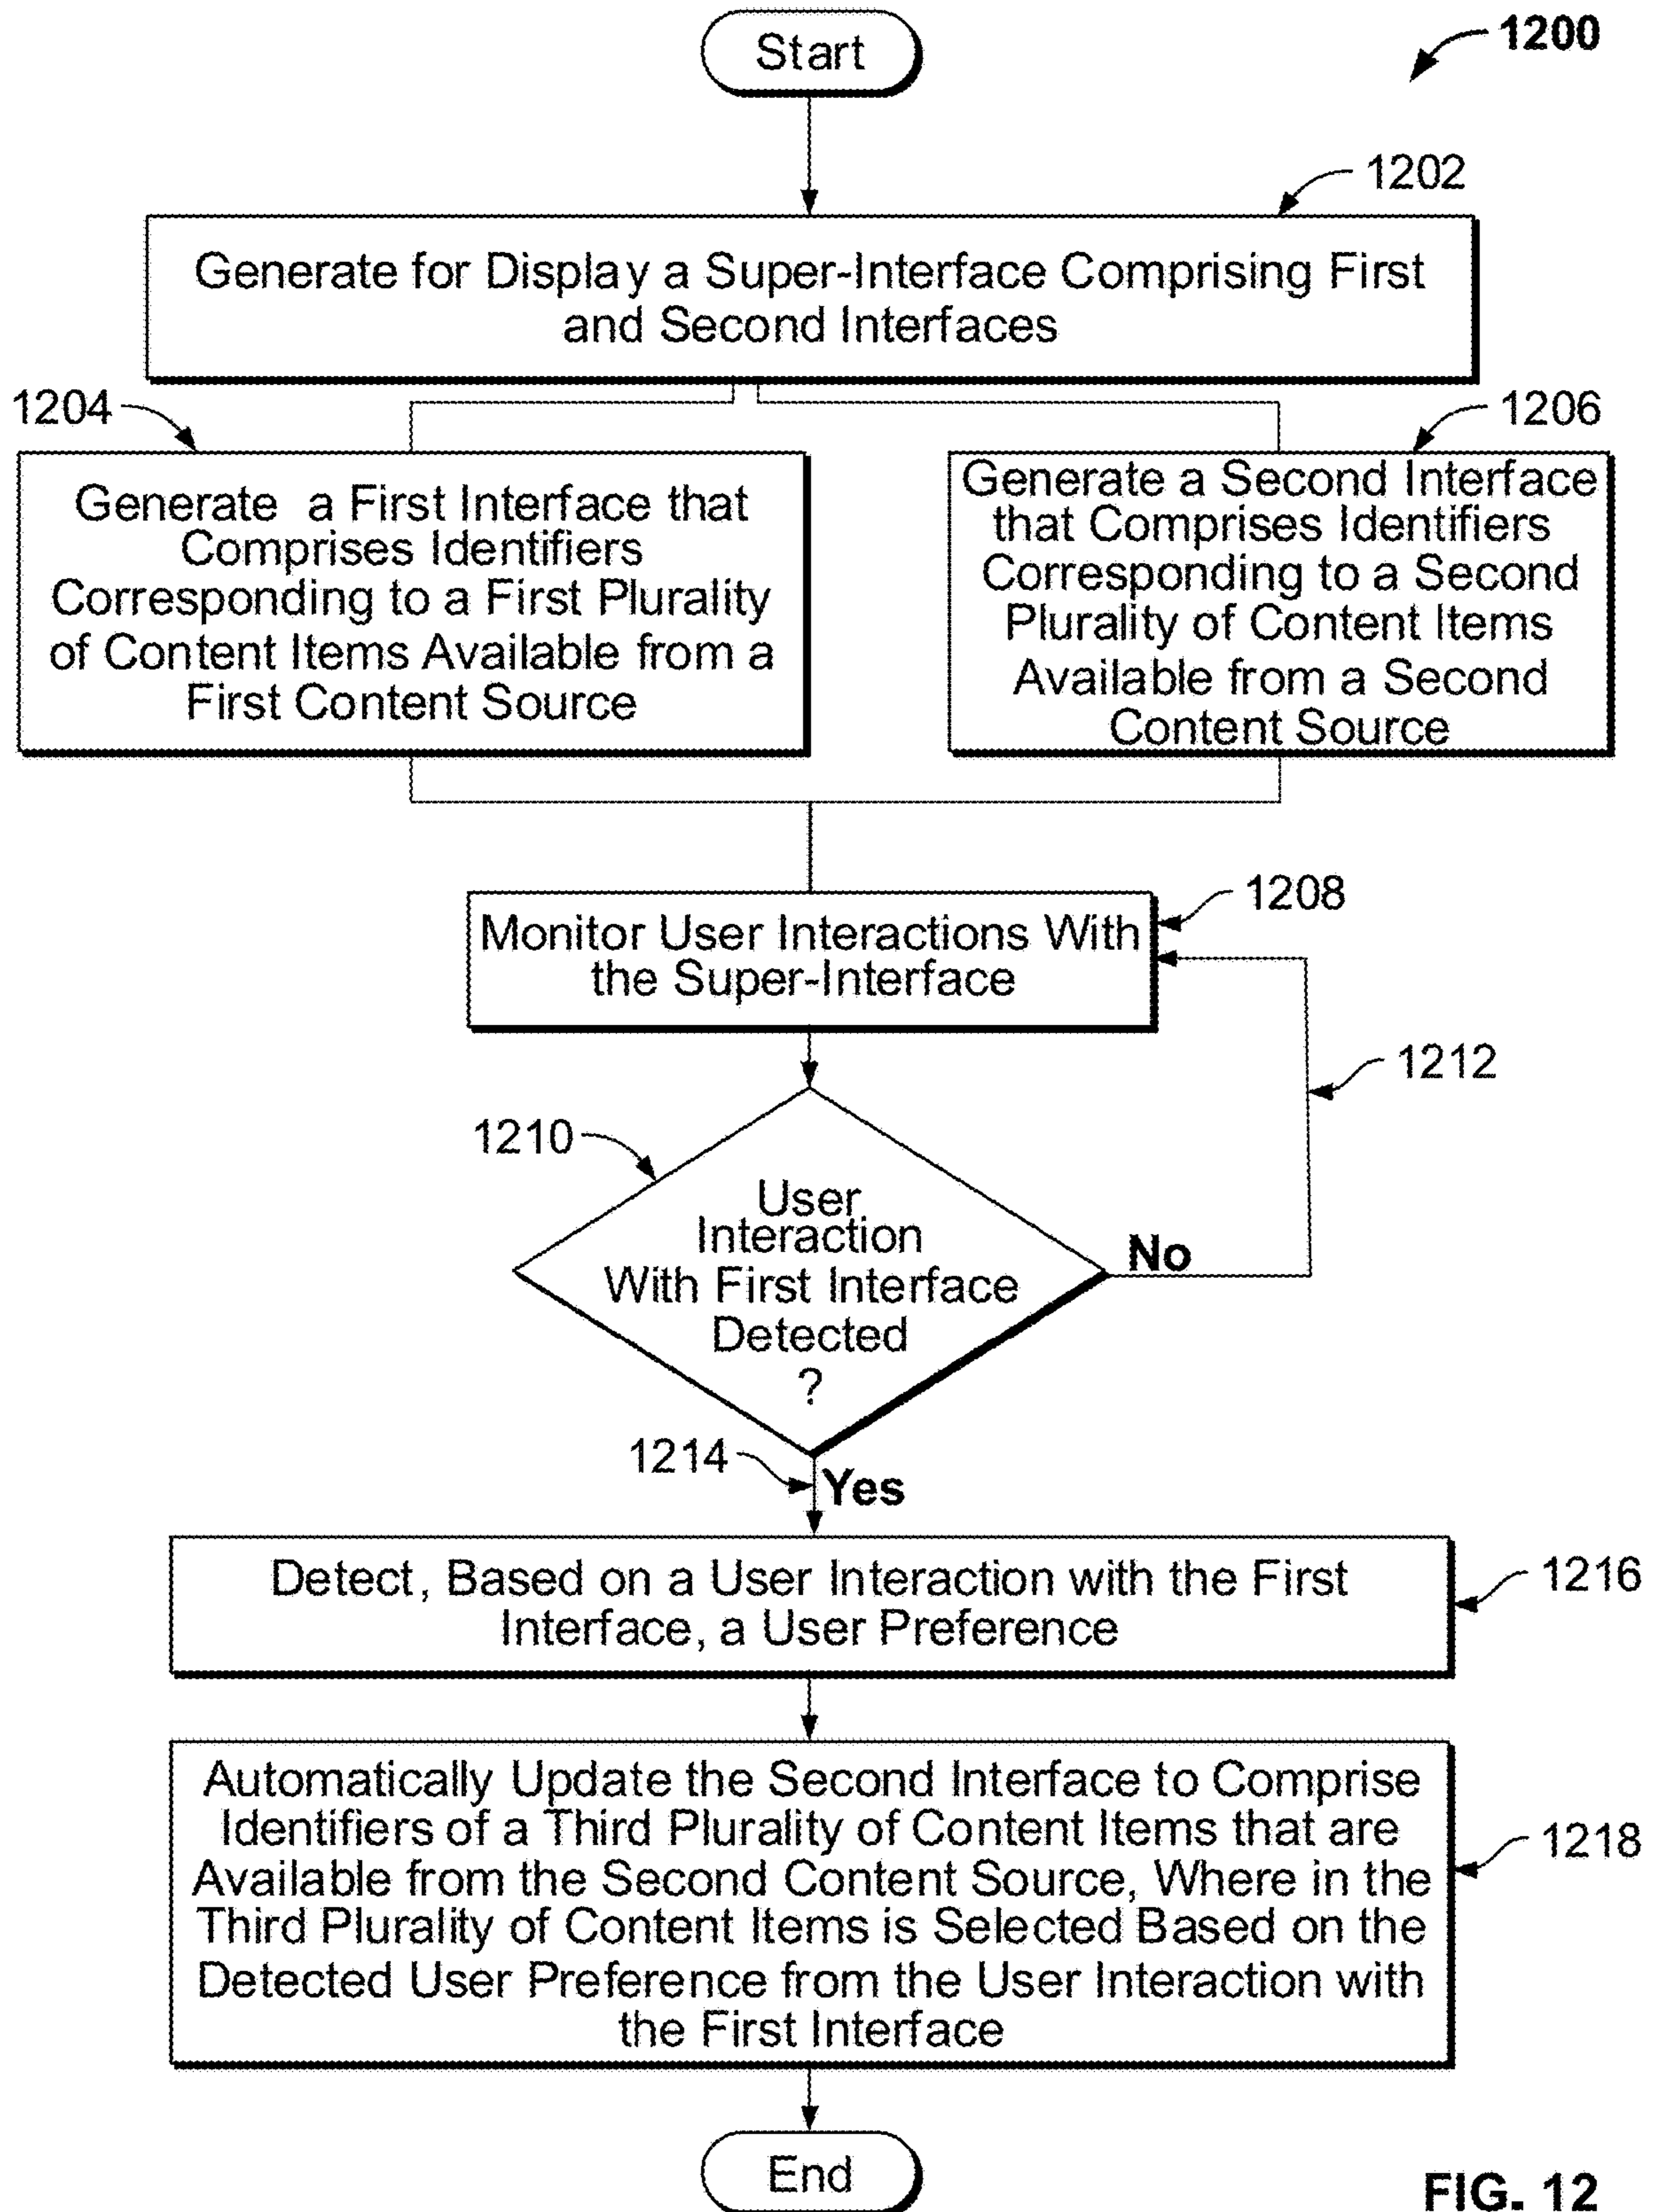 Start
1200
1202
Generate for Display a Super-Interface Comprising First
and Second Interfaces
1204
1206
Generate a First Interface that
Comprises Identifiers
Corresponding to a First Plurality
of Content Items Available from a
First Content Source
Generate a Second Interface
that Comprises Identifiers
Corresponding to a Second
Plurality of Content Items
Available from a Second
Content Source
1208
Monitor User Interactions With
the Super-Interface
1212
1210
User
Interaction
With First Interface
Detected
?
No
1214
Yes
Detect, Based on a User Interaction with the First
Interface, a User Preference
1216
Automatically Update the Second Interface to Comprise
Identifiers of a Third Plurality of Content Items that are
Available from the Second Content Source, Where in the
Third Plurality of Content Items is Selected Based on the
Detected User Preference from the User Interaction with
the First Interface
1218
End
FIG. 12